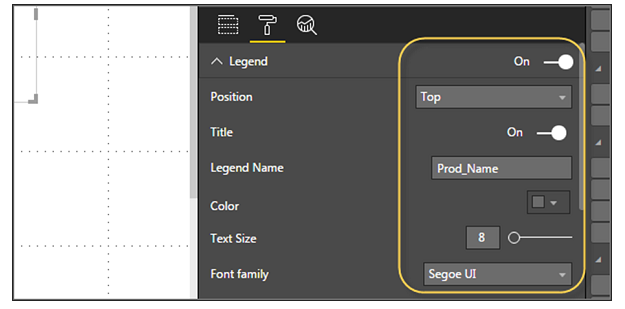 Legend On
Position Top
Title On
Legend Name Prod_Name
Color
Text Size 8
Font family Segoe UI